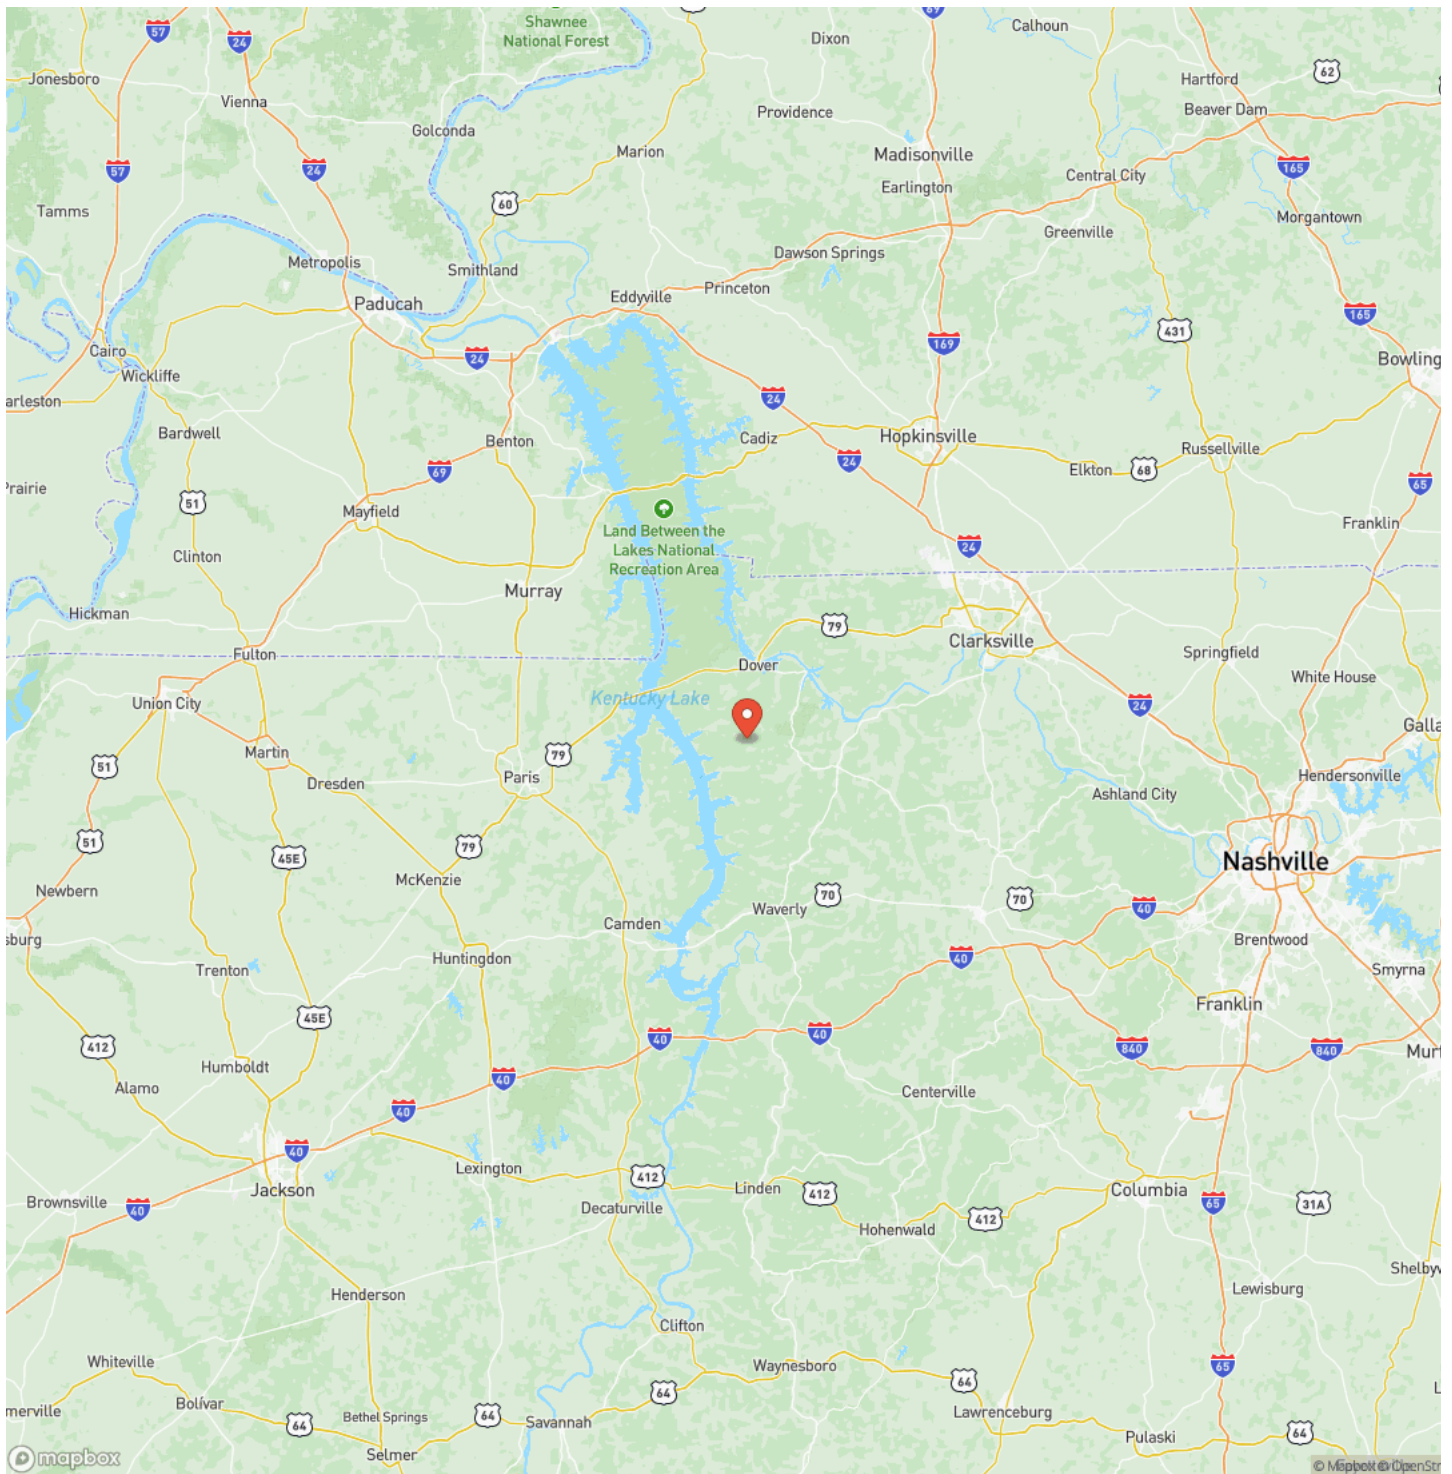 57
24
Shawnee
National Forest
69
Calhoun
Dixon
Jonesboro
Vienna
Hartford
62
Beaver Dam
Providence
Golconda
Marion
Madisonville
57
24
Earlington
Central City
165
Tamms
60
Morgantown
Greenville
Metropolis
Smithland
Dawson Springs
Princeton
Eddyville
Paducah
165
431
169
Cairo
24
Bowling
Wickliffe
arleston
24
Bardwell
Benton
Cadiz
Hopkinsville
24
Russellville
69
Elkton
68
Prairie
51
65
Mayfield
Land Between the
Lakes National
Recreation Area
Franklin
24
Clinton
Murray
Hickman
79
Clarksville
Fulton
Dover
Springfield
White House
Union City
Kentucky Lake
24
Galla
Martin
79
51
Paris
Dresden
Hendersonville
Ashland City
51
79
45E
Nashville
McKenzie
Newbern
70
70
40
Waverly
Camden
sburg
Brentwood
Huntingdon
40
Trenton
Smyrna
Franklin
45E
40
40
412
840
840
Murf
Humboldt
40
Alamo
Centerville
40
40
Lexington
412
Jackson
Linden
412
Columbia
Brownsville
40
65
31A
Decaturville
412
Hohenwald
Shelbyv
Henderson
Lewisburg
Clifton
Whiteville
Waynesboro
65
64
64
Bolívar
merville
Bethel Springs
64
64
Savannah
Lawrenceburg
64
Pulaski
Selmer
mapbox
© Mapbox © OpenStr